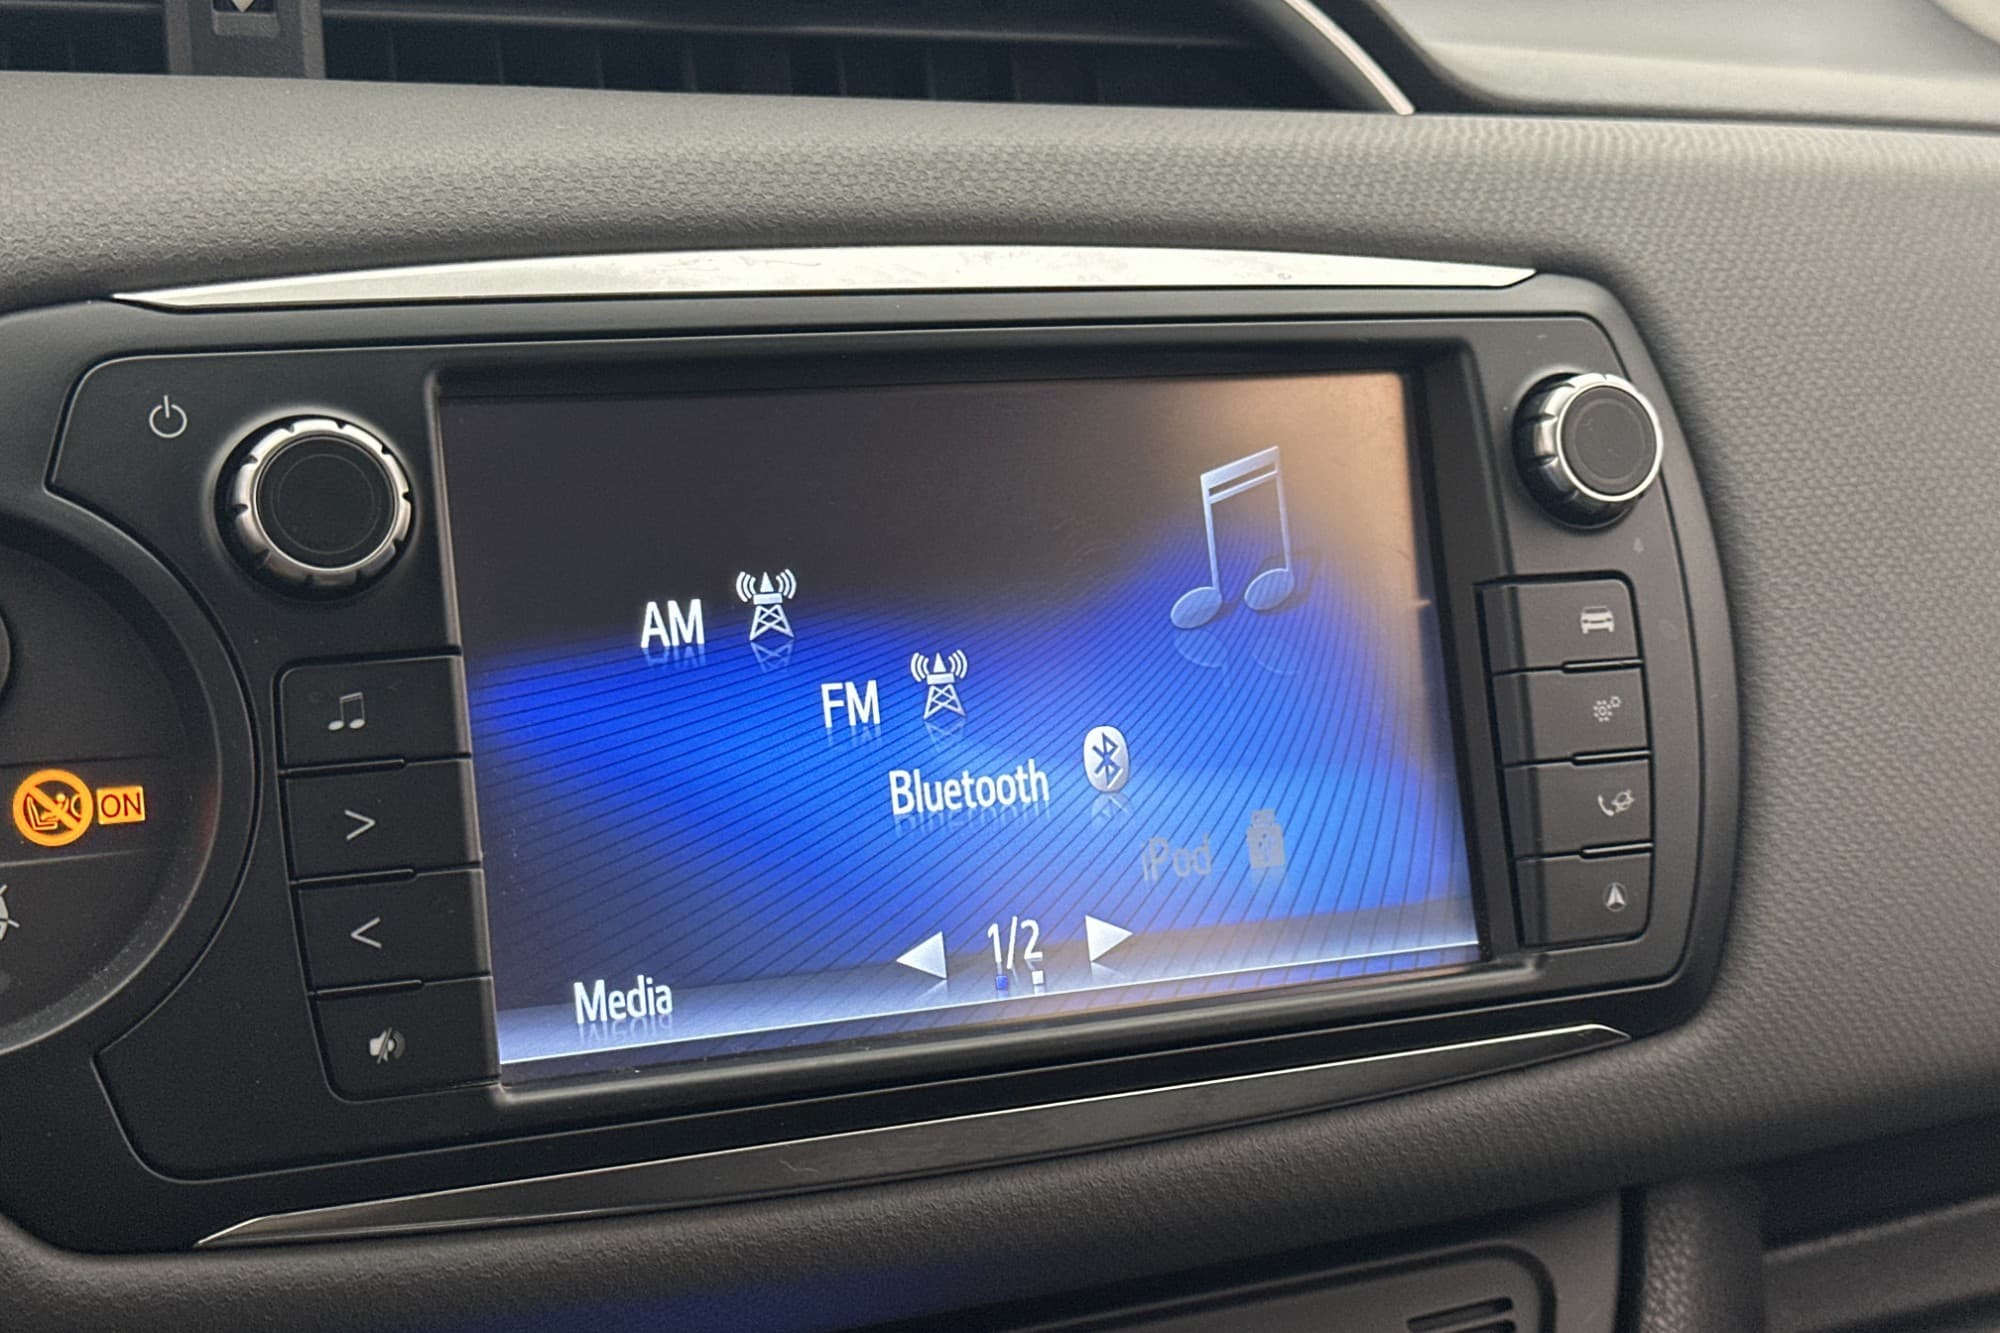 AM
FM
Bluetooth
iPod
1/2
Media
ON